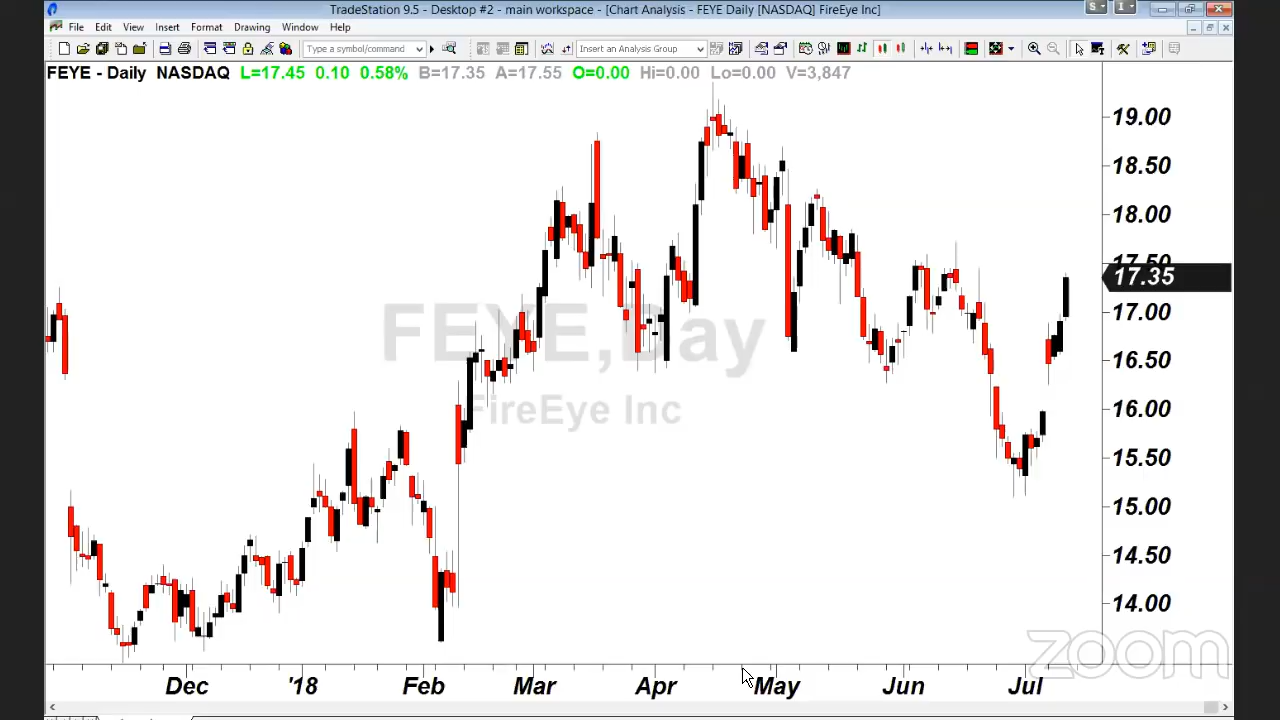 TradeStation 9.5 - Desktop #2 - main workspace - [Chart Analysis - FEYE Daily [NASDAQ] FireEye Inc]
S
I
File Edit View Insert Format Drawing Window Help
Type a symbol/command
Insert an Analysis Group
FEYE - Daily NASDAQ L=17.45 0.10 0.58% B=17.35 A=17.55 O=0.00 Hi=0.00 Lo=0.00 V=3,847
19.00
18.50
18.00
17.50
17.35
17.00
16.50
16.00
15.50
15.00
14.50
14.00
FEYE,Day
FireEye Inc
zoom
Dec '18 Feb Mar Apr May Jun Jul